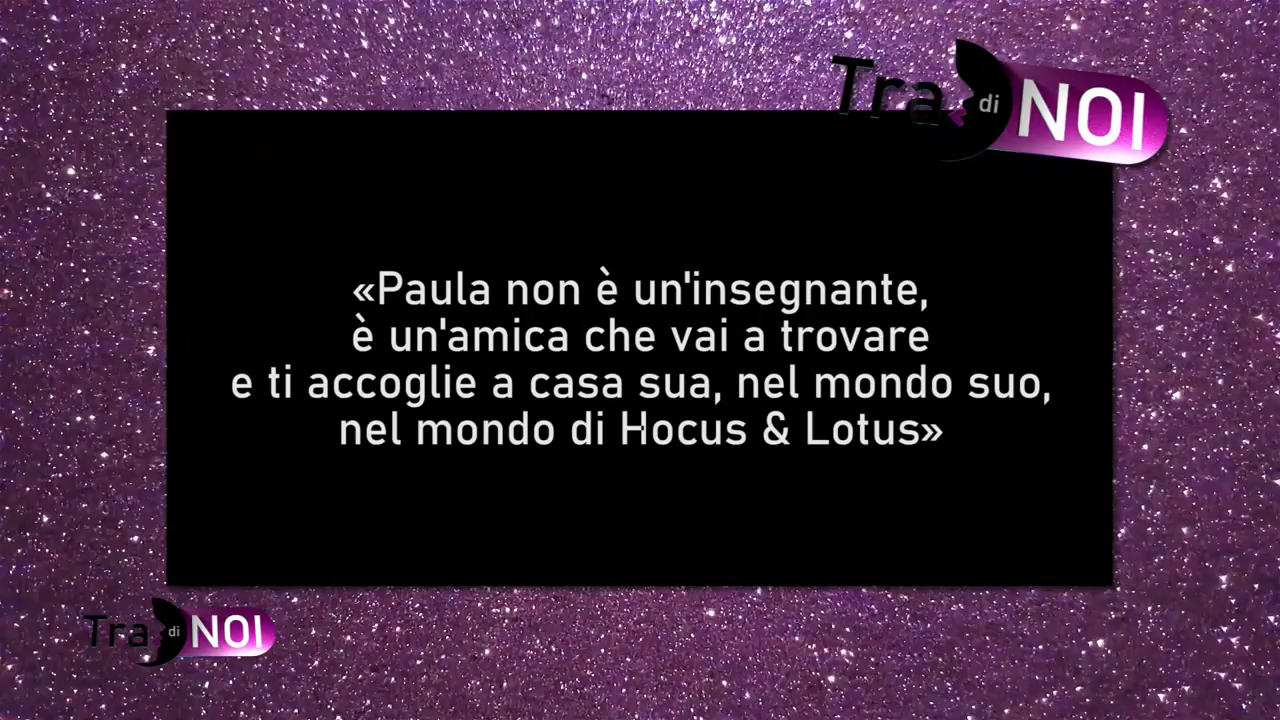 Tra di NOI
«Paula non è un'insegnante,
è un'amica che vai a trovare
e ti accoglie a casa sua, nel mondo suo,
nel mondo di Hocus & Lotus»
Tra di NOI